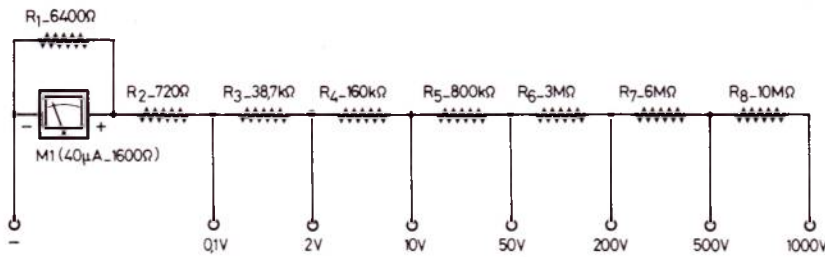 R1_6400Ω
R2_720Ω
R3_38,7kΩ
R4_160kΩ
R5_800kΩ
R6_3MΩ
R7_6MΩ
R8_10MΩ
- +
M1 (40µA_1600Ω)
- 0,1V 2V 10V 50V 200V 500V 1000V